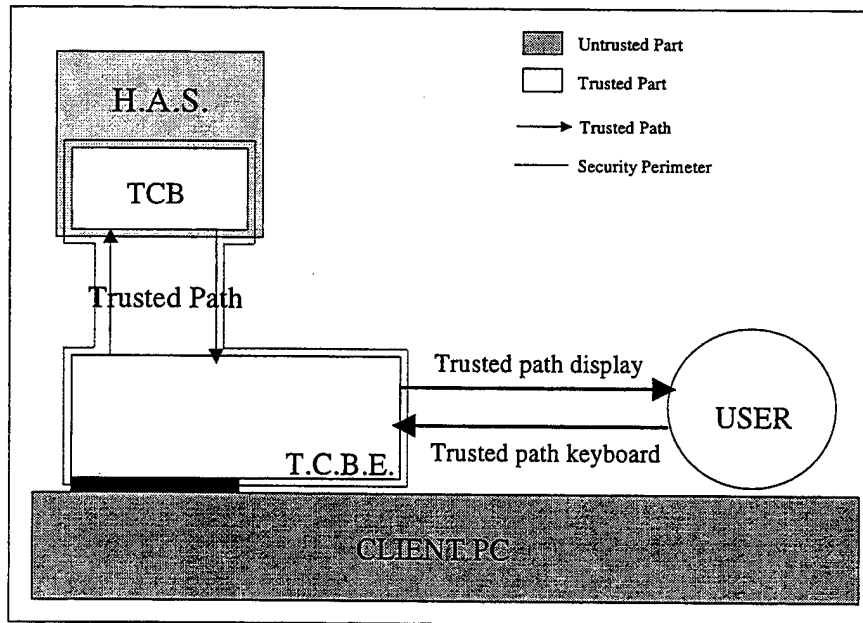 Untrusted Part
H.A.S.
Trusted Part
Trusted Path
TCB
Security Perimeter
Trusted Path
Trusted path display
USER
T.C.B.E.
Trusted path keyboard
CLIENT PC